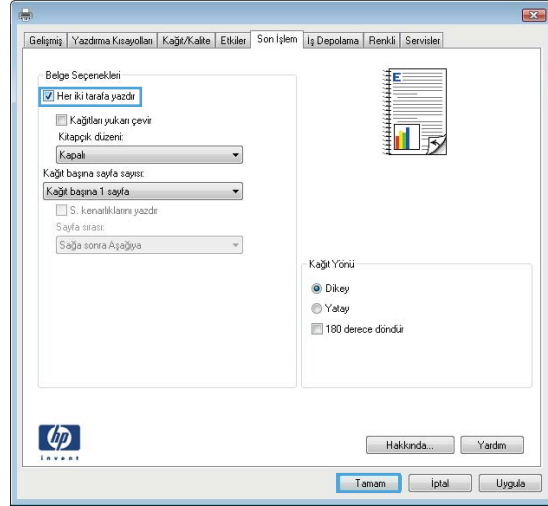 Gelişmiş Yazdırma Kısayolları Kağıt/Kalite Etkiler Son İşlem İş Depolama Renkli Servisler
Belge Seçenekleri
Her iki tarafa yazdır
Kağıtları yukarı çevir
Kitapçık düzeni:
Kapalı
Kağıt başına sayfa sayısı:
Kağıt başına 1 sayfa
S. kenarlıklarını yazdır
Sayfa sırası:
Sağa sonra Aşağıya
E
Kağıt Yönü
Dikey
Yatay
180 derece döndür
hp
invent
Hakkında... Yardım
Tamam İptal Uygula